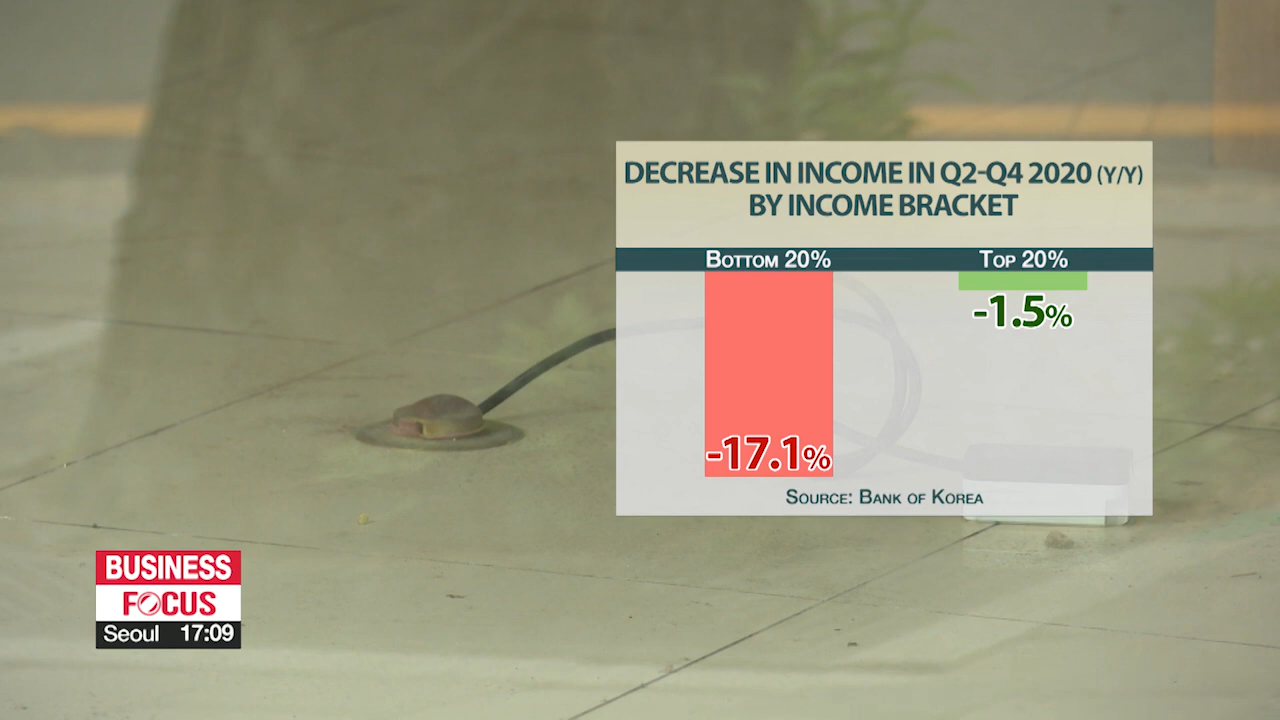 DECREASE IN INCOME IN Q2-Q4 2020 (Y/Y)
BY INCOME BRACKET
BOTTOM 20% TOP 20%
-1.5%
-17.1%
SOURCE: BANK OF KOREA
BUSINESS
FOCUS
Seoul 17:09